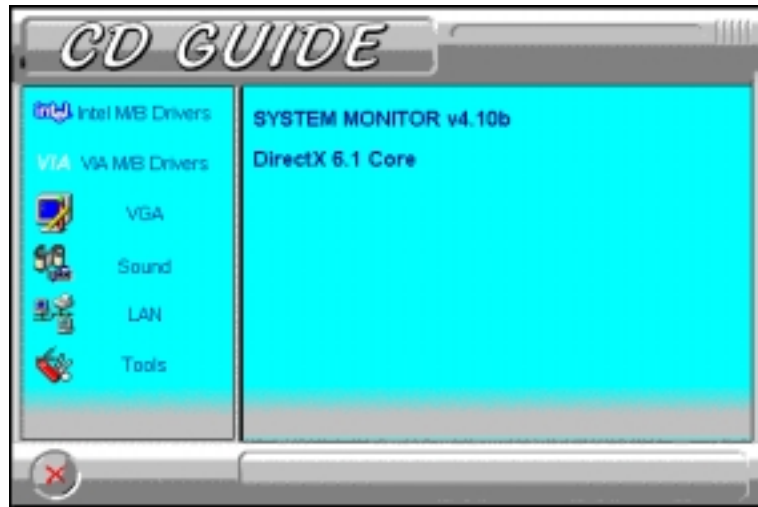 CD GUIDE
intel Intel M/B Drivers
VIA VIA M/B Drivers
VGA
Sound
LAN
Tools
SYSTEM MONITOR v4.10b
DirectX 6.1 Core